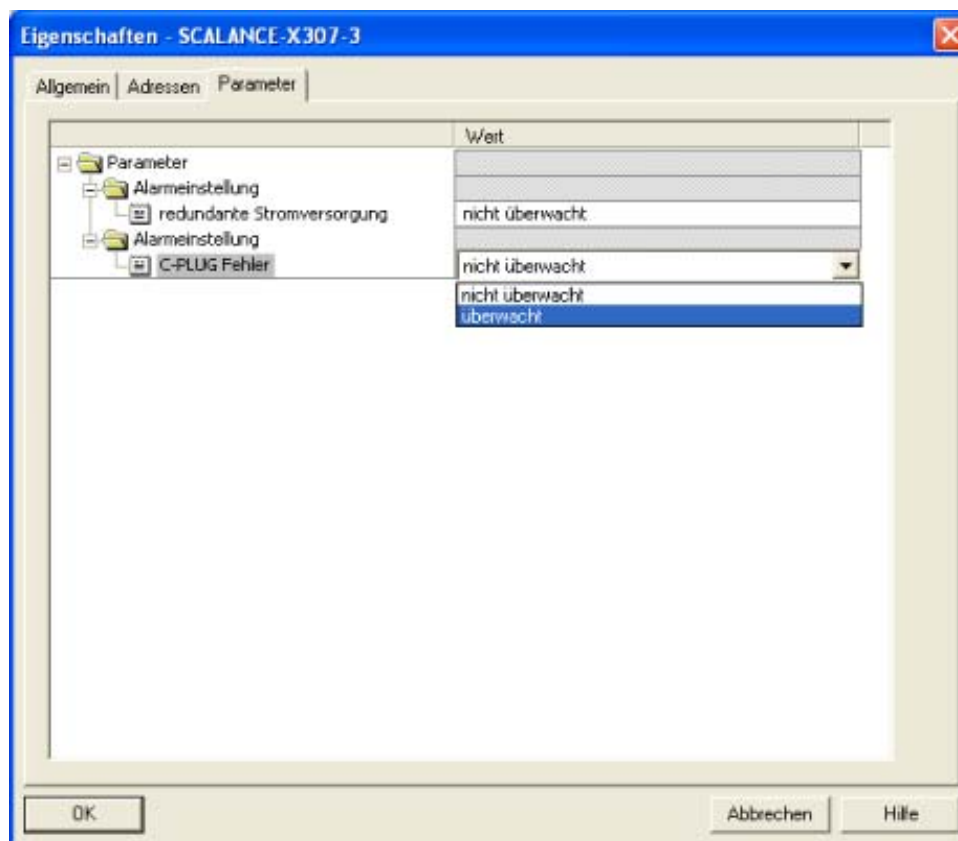 Eigenschaften - SCALANCE-X307-3
Allgemein Adressen Parameter
Wert
Parameter
Alarmeinstellung
redundante Stromversorgung nicht überwacht
Alarmeinstellung
C-PLUG Fehler nicht überwacht
nicht überwacht
überwacht
OK Abbrechen Hilfe